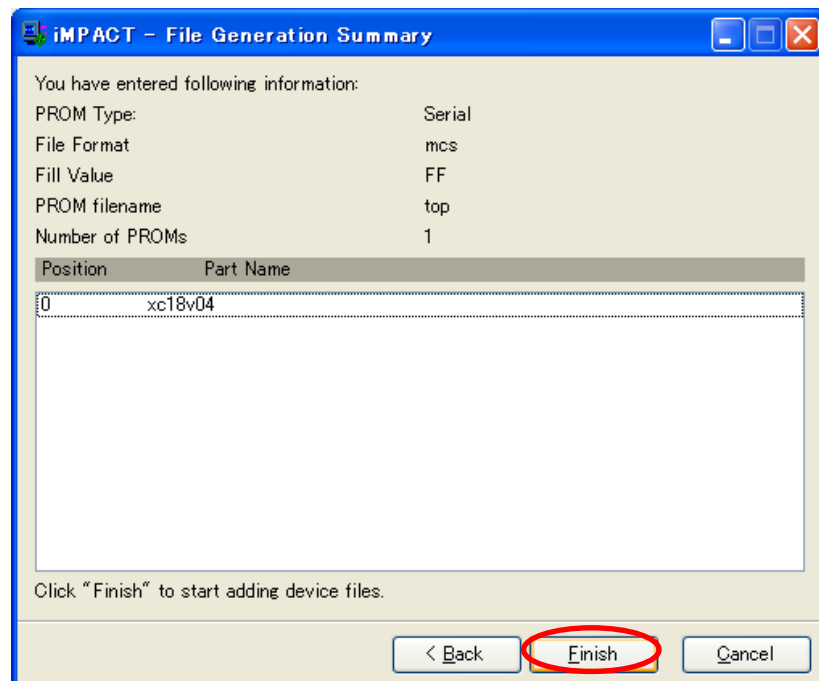 iMPACT - File Generation Summary
You have entered following information:
PROM Type: Serial
File Format mcs
Fill Value FF
PROM filename top
Number of PROMs 1
Position Part Name
0 xc18v04
Click "Finish" to start adding device files.
< Back Finish Cancel